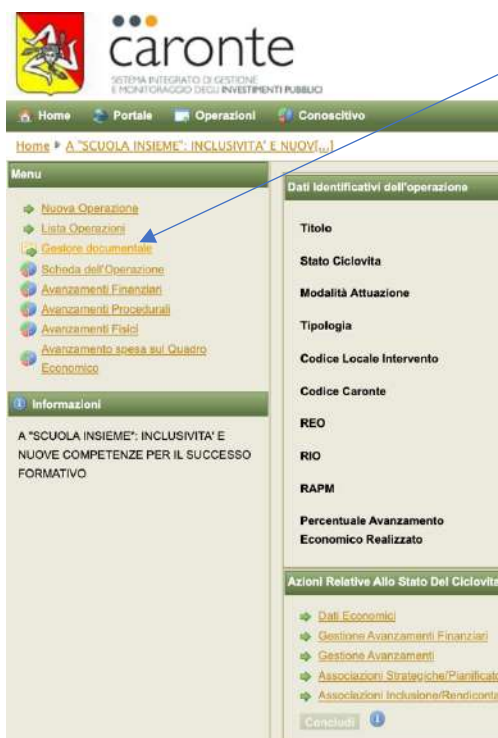 caronte
SISTEMA INTEGRATO DI GESTIONE
E MONITORAGGIO DEGLI INVESTIMENTI PUBBLICI
Home Portale Operazioni Conoscitivo
Home A "SCUOLA INSIEME": INCLUSIVITA' E NUOV[...]
Menu
Nuova Operazione
Lista Operazioni
Gestore documentale
Scheda dell'Operazione
Avanzamenti Finanziari
Avanzamenti Procedurali
Avanzamenti Fisici
Avanzamento spesa sul Quadro
Economico
Informazioni
A "SCUOLA INSIEME": INCLUSIVITA' E
NUOVE COMPETENZE PER IL SUCCESSO
FORMATIVO
Dati Identificativi dell'operazione
Titolo
Stato Ciclovita
Modalità Attuazione
Tipologia
Codice Locale Intervento
Codice Caronte
REO
RIO
RAPM
Percentuale Avanzamento
Economico Realizzato
Azioni Relative Allo Stato Del Ciclovita
Dati Economici
Gestione Avanzamenti Finanziari
Gestione Avanzamenti
Associazioni Strategiche/Pianificato
Associazioni Inclusione/Rendiconta
Concludi